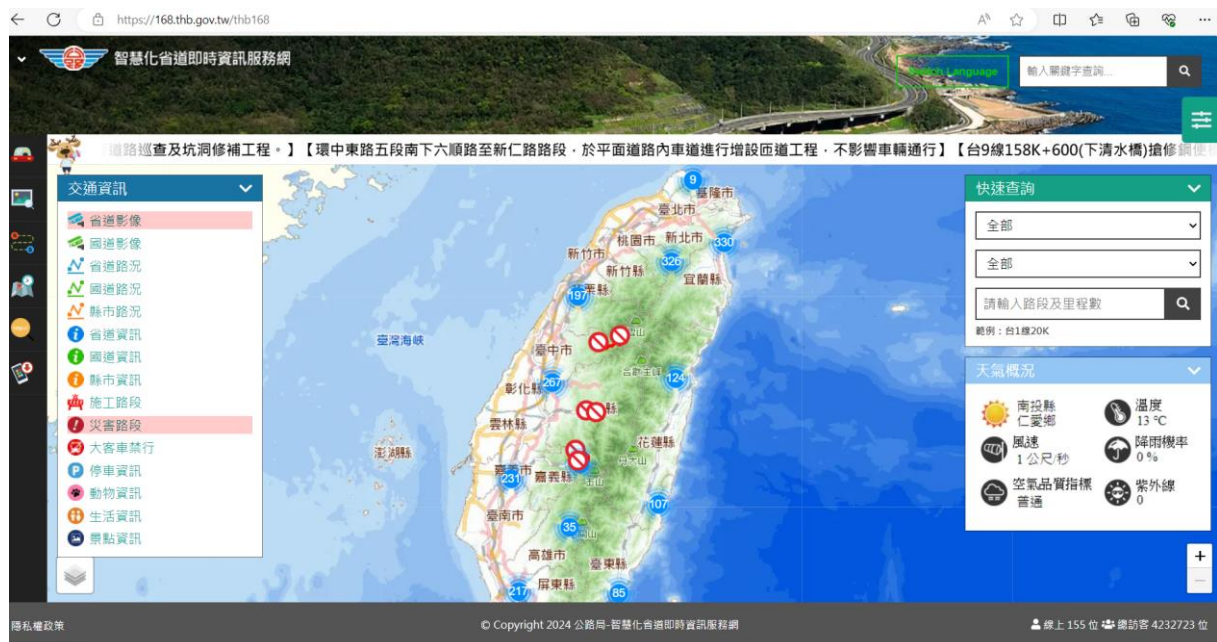 https://168.thb.gov.tw/thb168
智慧化省道即時資訊服務網
Switch Language
輸入關鍵字查詢...
道路巡查及坑洞修補工程。】【環中東路五段南下六順路至新仁路路段，於平面道路內車道進行增設匝道工程，不影響車輛通行】【台9線158K+600(下清水橋)搶修鋼便
交通資訊
省道影像
國道影像
省道路況
國道路況
縣市路況
省道資訊
國道資訊
縣市資訊
施工路段
災害路段
大客車禁行
停車資訊
動物資訊
生活資訊
景點資訊
9
基隆市
臺北市
桃園市
新北市
330
新竹市
326
新竹縣
宜蘭縣
197
栗縣
臺灣海峽
臺中市
合歡主峰
124
彰化縣
267
縣
雲林縣
花蓮縣
澎湖縣
嘉義縣
231
107
臺南市
35
高雄市
臺東縣
217
屏東縣
85
快速查詢
全部
全部
請輸入路段及里程數
範例：台1線20K
天氣概況
南投縣
仁愛鄉
溫度
13 ℃
風速
1 公尺/秒
降雨機率
0 %
空氣品質指標
普通
紫外線
0
+
−
隱私權政策
© Copyright 2024 公路局-智慧化省道即時資訊服務網
線上 155 位 總訪客 4232723 位